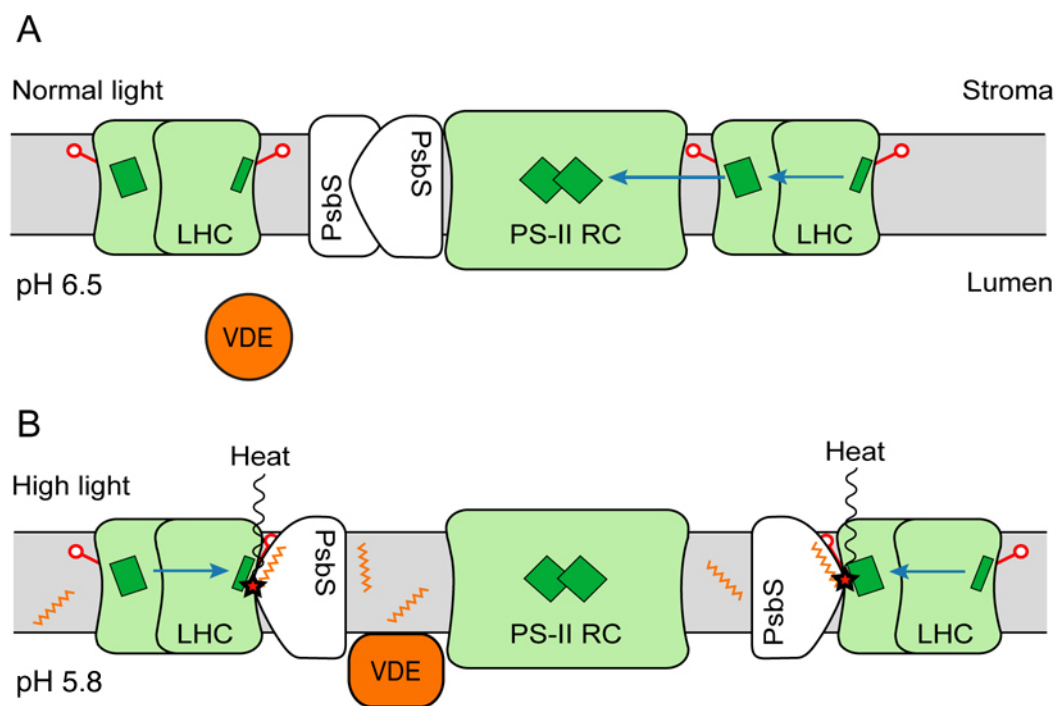 A
Normal light
Stroma
PsbS
PsbS
LHC
PS-II RC
LHC
pH 6.5
Lumen
VDE
B
Heat
Heat
High light
PsbS
PsbS
LHC
PS-II RC
LHC
VDE
pH 5.8